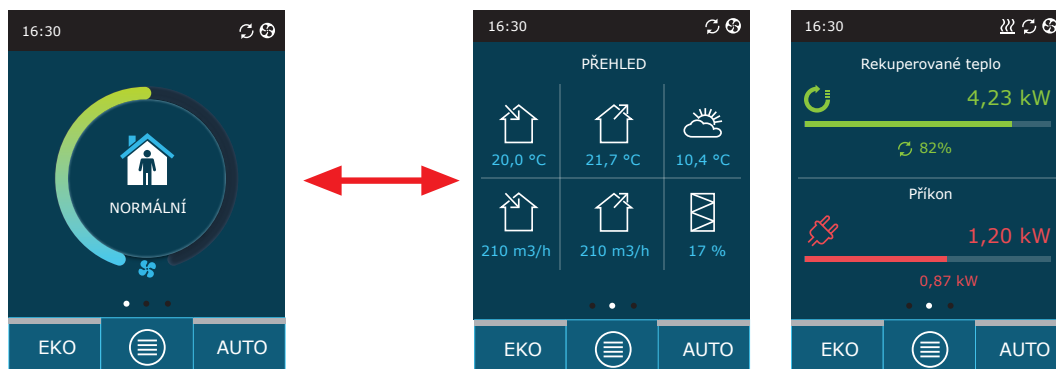 16:30
NORMÁLNÍ
EKO
AUTO
16:30
PŘEHLED
20,0 °C
21,7 °C
10,4 °C
210 m3/h
210 m3/h
17 %
EKO
AUTO
16:30
Rekuperované teplo
4,23 kW
82%
Příkon
1,20 kW
0,87 kW
EKO
AUTO